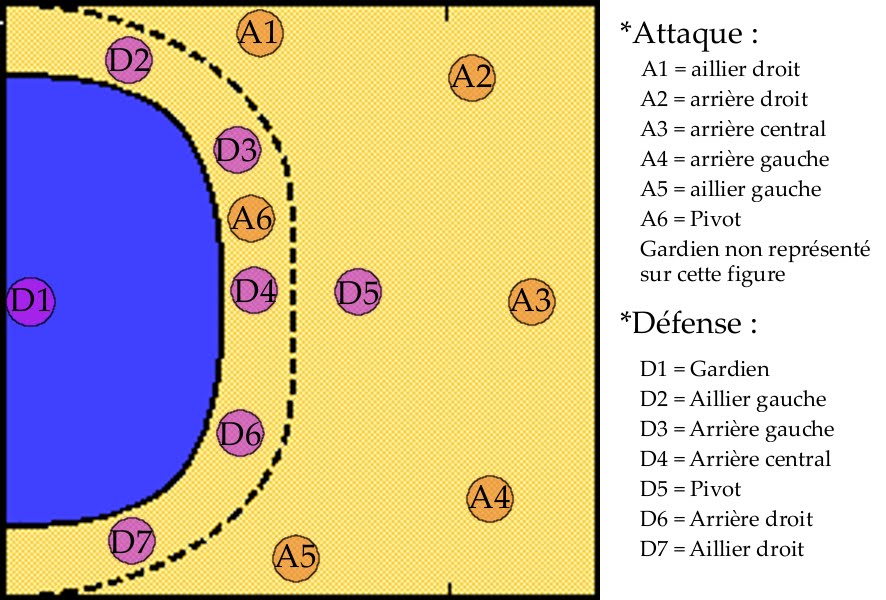 A1
D2
A2
D3
A6
D4
D5
D1
A3
D6
A4
D7
A5
*Attaque :
A1 = aillier droit
A2 = arrière droit
A3 = arrière central
A4 = arrière gauche
A5 = aillier gauche
A6 = Pivot
Gardien non représenté
sur cette figure
*Défense :
D1 = Gardien
D2 = Aillier gauche
D3 = Arrière gauche
D4 = Arrière central
D5 = Pivot
D6 = Arrière droit
D7 = Aillier droit